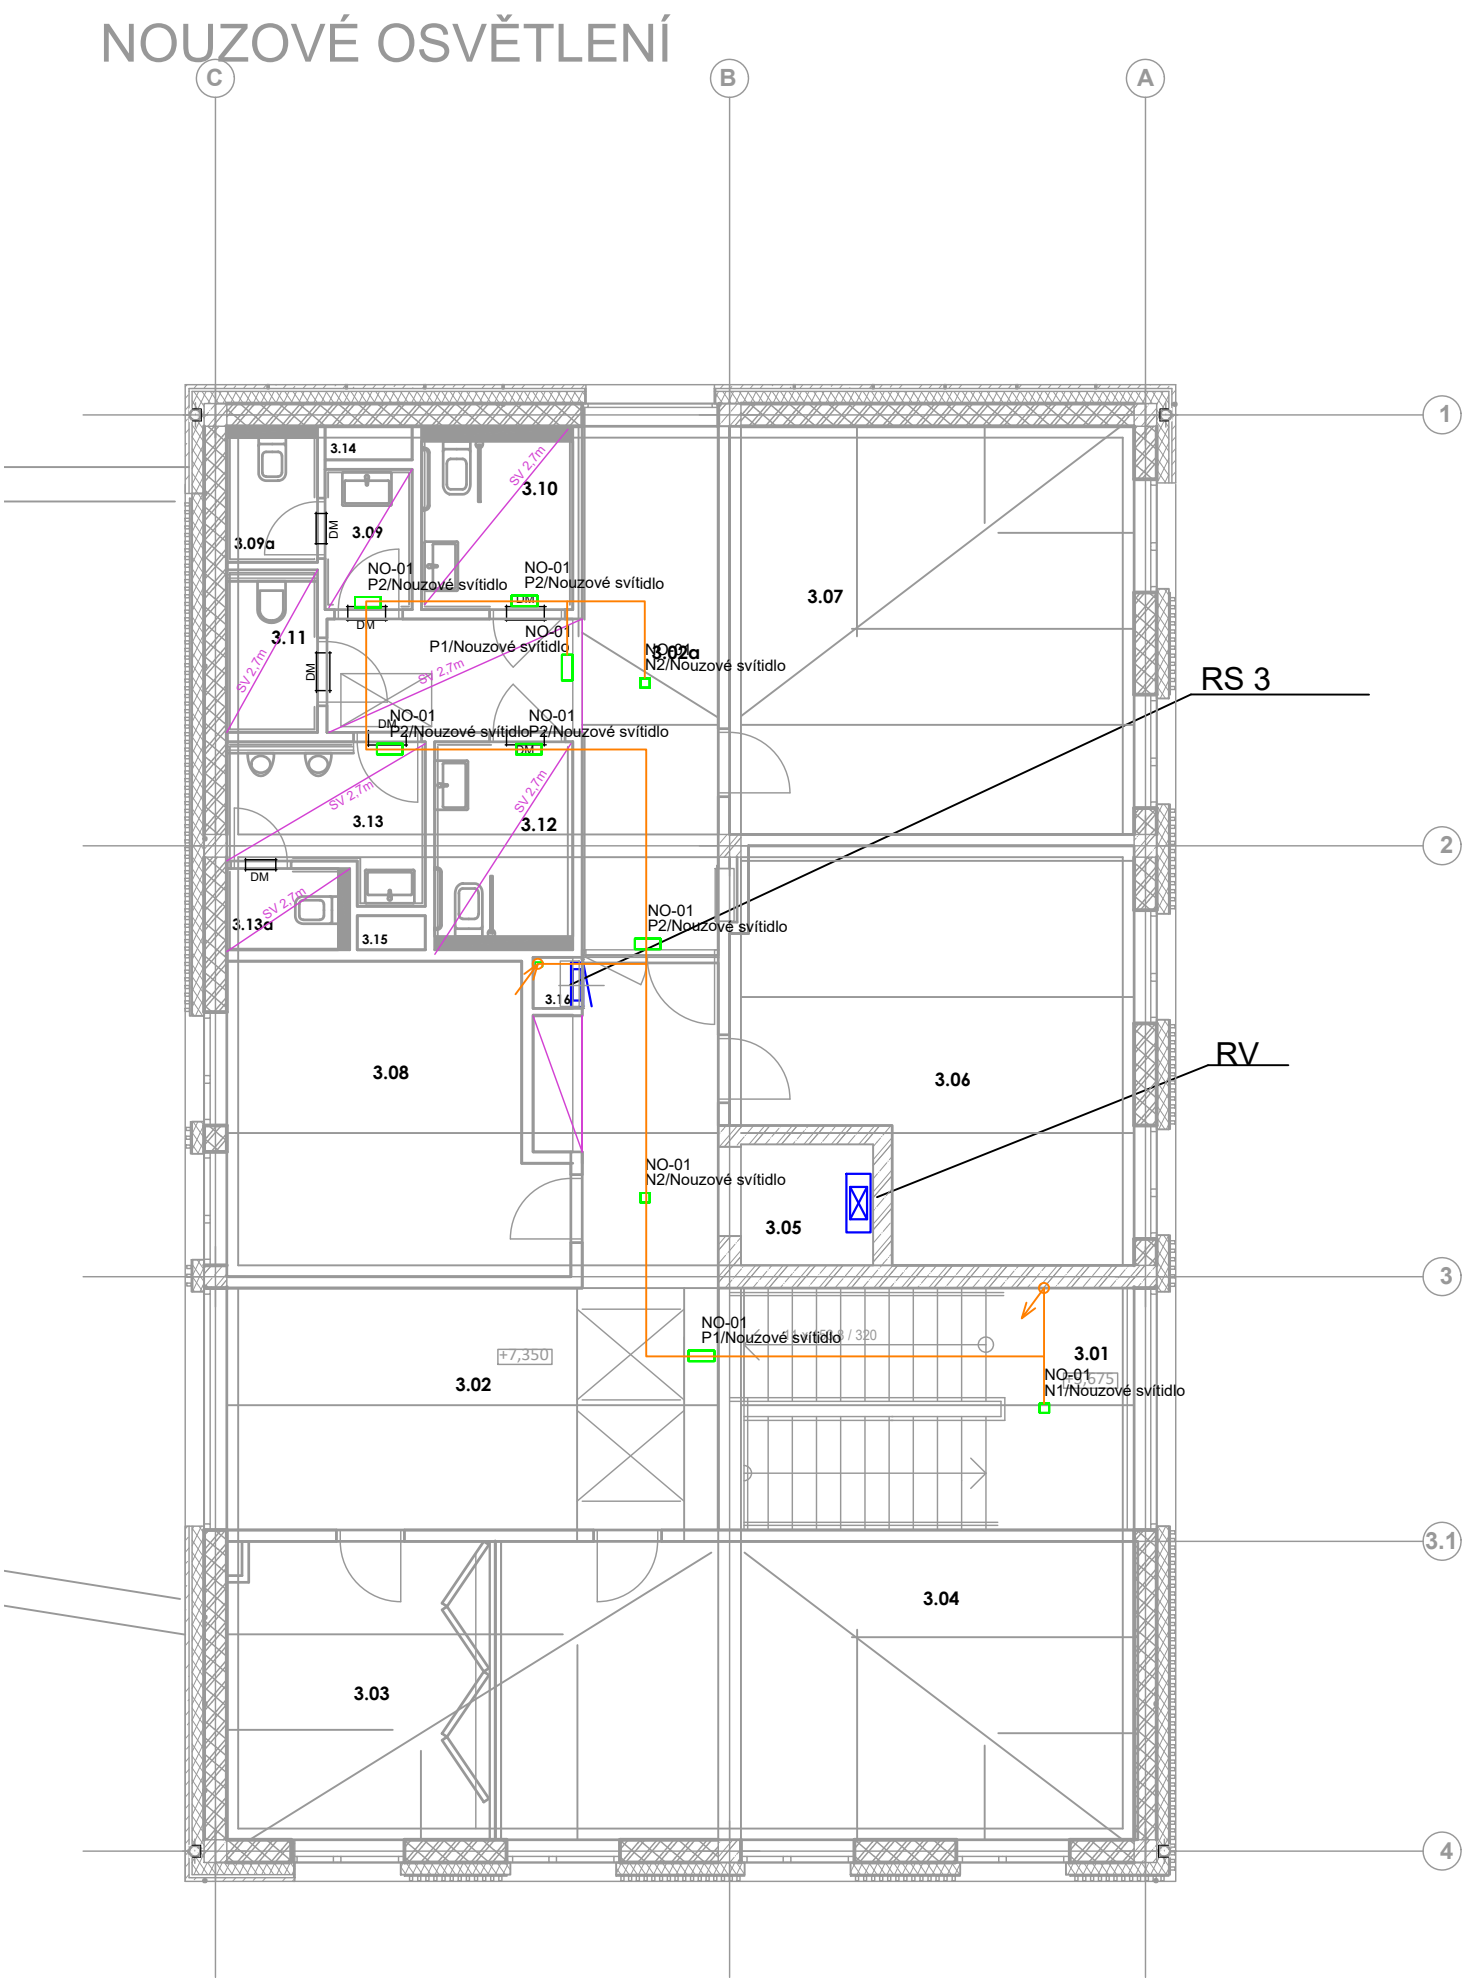 NOUZOVÉ OSVĚTLENÍ
C
B
A
1
3.14
SV 2,7m
3.10
DM
3.09
3.09a
NO-01
P2/Nouzové svítidlo
NO-01
P2/Nouzové svítidlo
DM
DM
3.07
3.11
SV 2,7m
DM
NO-01
P1/Nouzové svítidlo
SV 2,7m
NO-01
3.02a
N2/Nouzové svítidlo
RS 3
NO-01
P2/Nouzové svítidlo
NO-01
P2/Nouzové svítidlo
DM
DM
SV 2,7m
SV 2,7m
3.13
3.12
2
DM
SV 2,7m
3.13a
3.15
NO-01
P2/Nouzové svítidlo
3.16
RV
3.08
3.06
NO-01
N2/Nouzové svítidlo
3.05
3
NO-01
P1/Nouzové svítidlo
/ 320
+7,350
3.01
3.02
NO-01
N1/Nouzové svítidlo
3.1
3.04
3.03
4